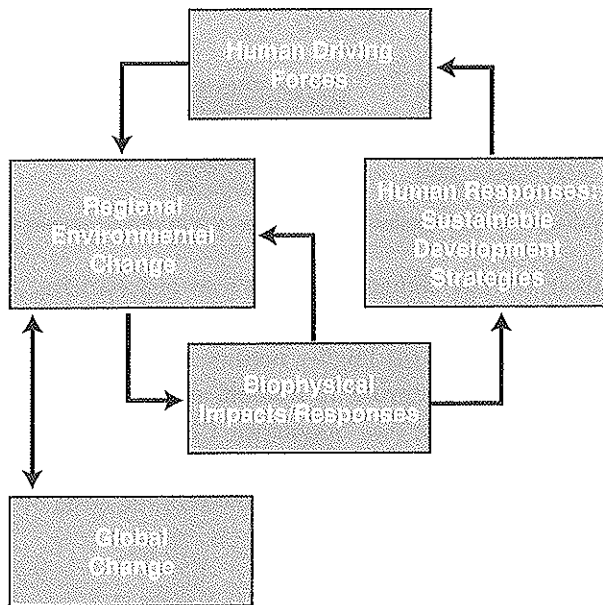 Human Driving
Forces
Regional
Environmental
Change
Human Responses:
Sustainable
Development
Strategies
Biophysical
Impacts/Responses
Global
Change